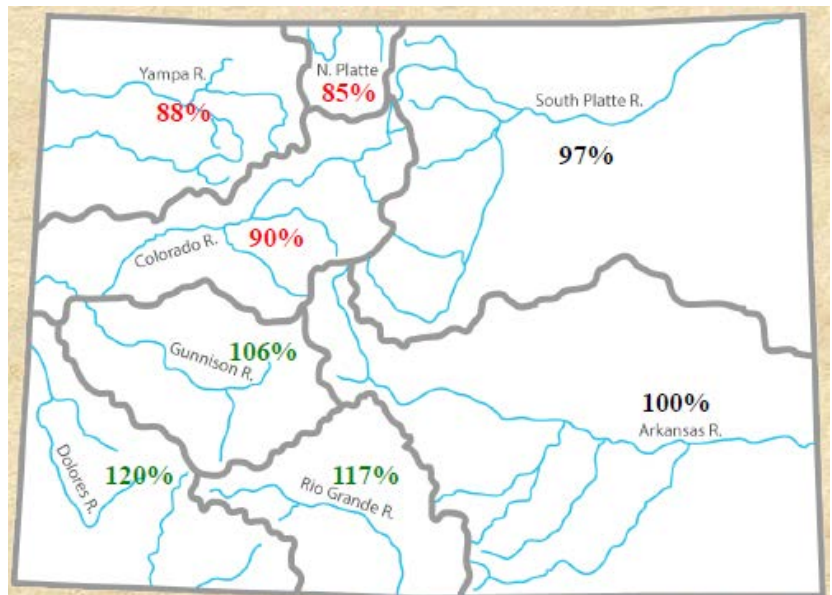 Yampa R.
88%
N. Platte
85%
South Platte R.
97%
Colorado R.
90%
Gunnison R.
106%
100%
Arkansas R.
Dolores R.
120%
117%
Rio Grande R.